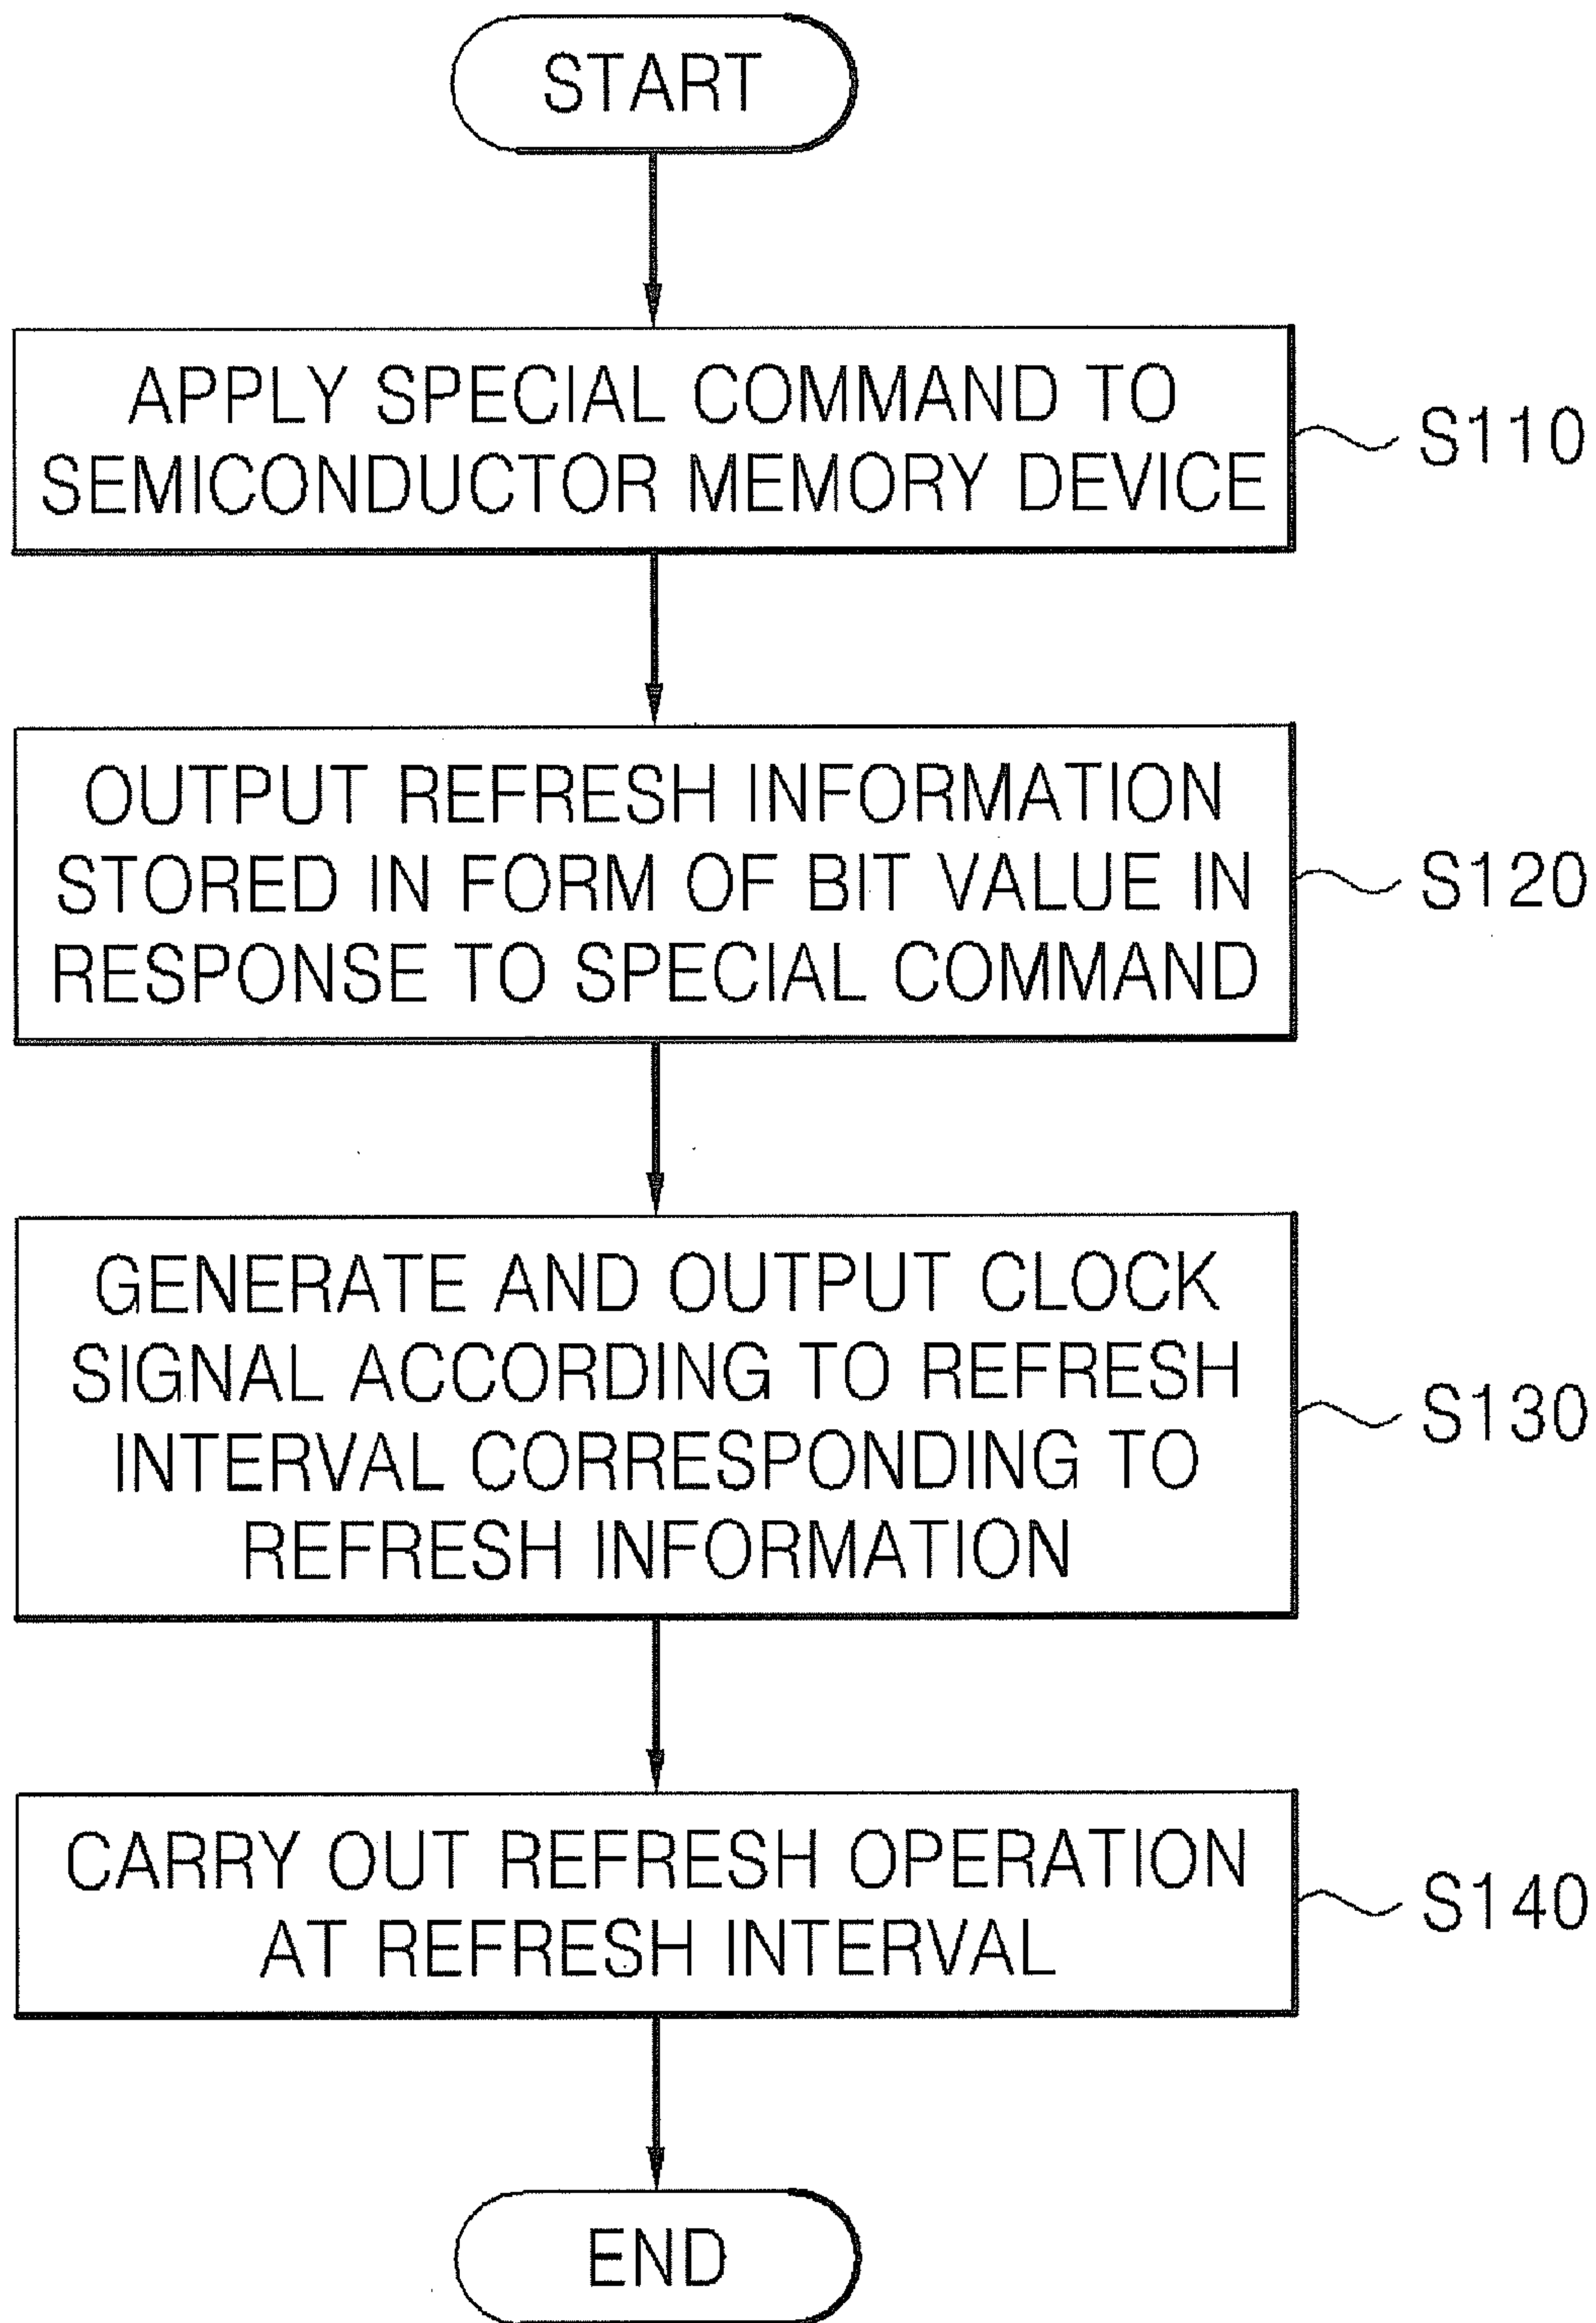 START
APPLY SPECIAL COMMAND TO
SEMICONDUCTOR MEMORY DEVICE
S110
OUTPUT REFRESH INFORMATION
STORED IN FORM OF BIT VALUE IN
RESPONSE TO SPECIAL COMMAND
S120
GENERATE AND OUTPUT CLOCK
SIGNAL ACCORDING TO REFRESH
INTERVAL CORRESPONDING TO
REFRESH INFORMATION
S130
CARRY OUT REFRESH OPERATION
AT REFRESH INTERVAL
S140
END